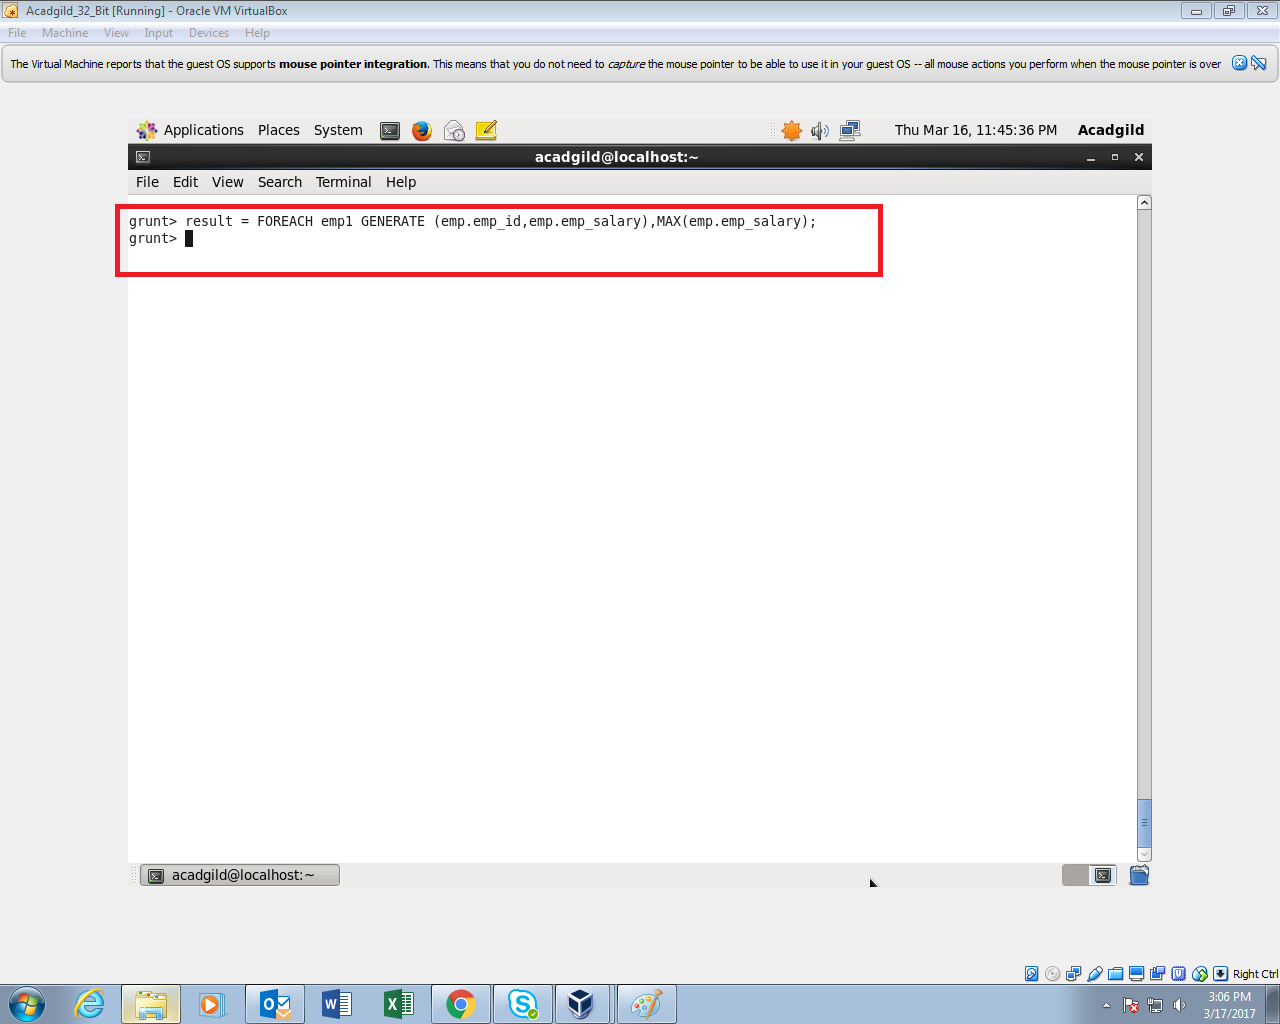 Acadgild_32_Bit [Running] - Oracle VM VirtualBox
File Machine View Input Devices Help
The Virtual Machine reports that the guest OS supports mouse pointer integration. This means that you do not need to capture the mouse pointer to be able to use it in your guest OS -- all mouse actions you perform when the mouse pointer is over
Applications Places System Thu Mar 16, 11:45:36 PM Acadgild
acadgild@localhost:~
File Edit View Search Terminal Help
grunt> result = FOREACH emp1 GENERATE (emp.emp_id,emp.emp_salary),MAX(emp.emp_salary);
grunt>
acadgild@localhost:~
Right Ctrl
3:06 PM
3/17/2017